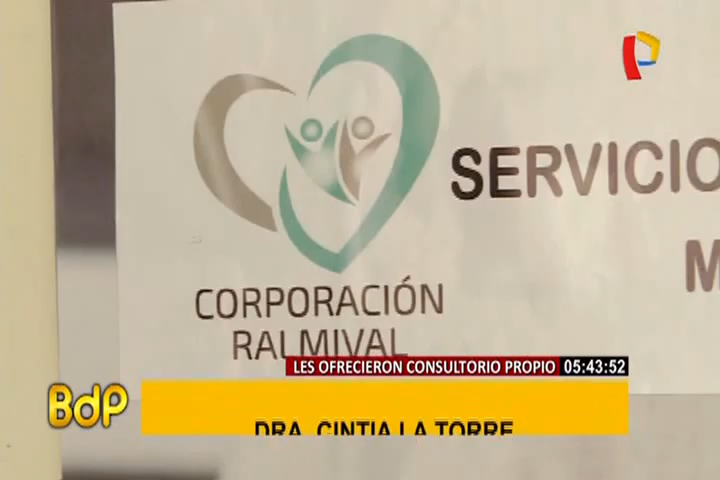 SERVICIO
M
CORPORACIÓN
RALMIVAL
LES OFRECIERON CONSULTORIO PROPIO 05:43:52
BdP
DRA. CINTIA LA TORRE